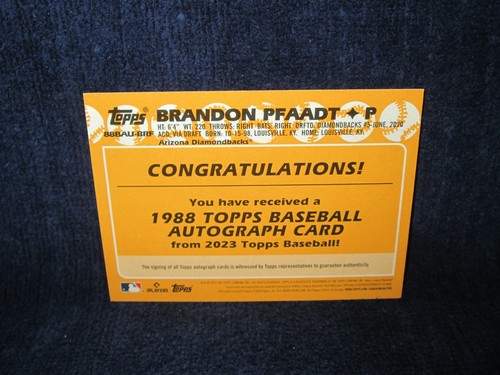 Topps
BRANDON PFAADT ✦ P
88BAU-BRF
HT: 6'4" WT: 220 THROWS: RIGHT BATS: RIGHT DRFTD: DIAMONDBACKS #5-JUNE, 2020
ACQ: VIA DRAFT BORN: 10-15-98, LOUISVILLE, KY. HOME: LOUISVILLE, KY.
Arizona Diamondbacks
CONGRATULATIONS!
You have received a
1988 TOPPS BASEBALL
AUTOGRAPH CARD
from 2023 Topps Baseball!
The signing of all Topps autograph cards is witnessed by Topps representatives to guarantee authenticity.
PLAYERS
Topps